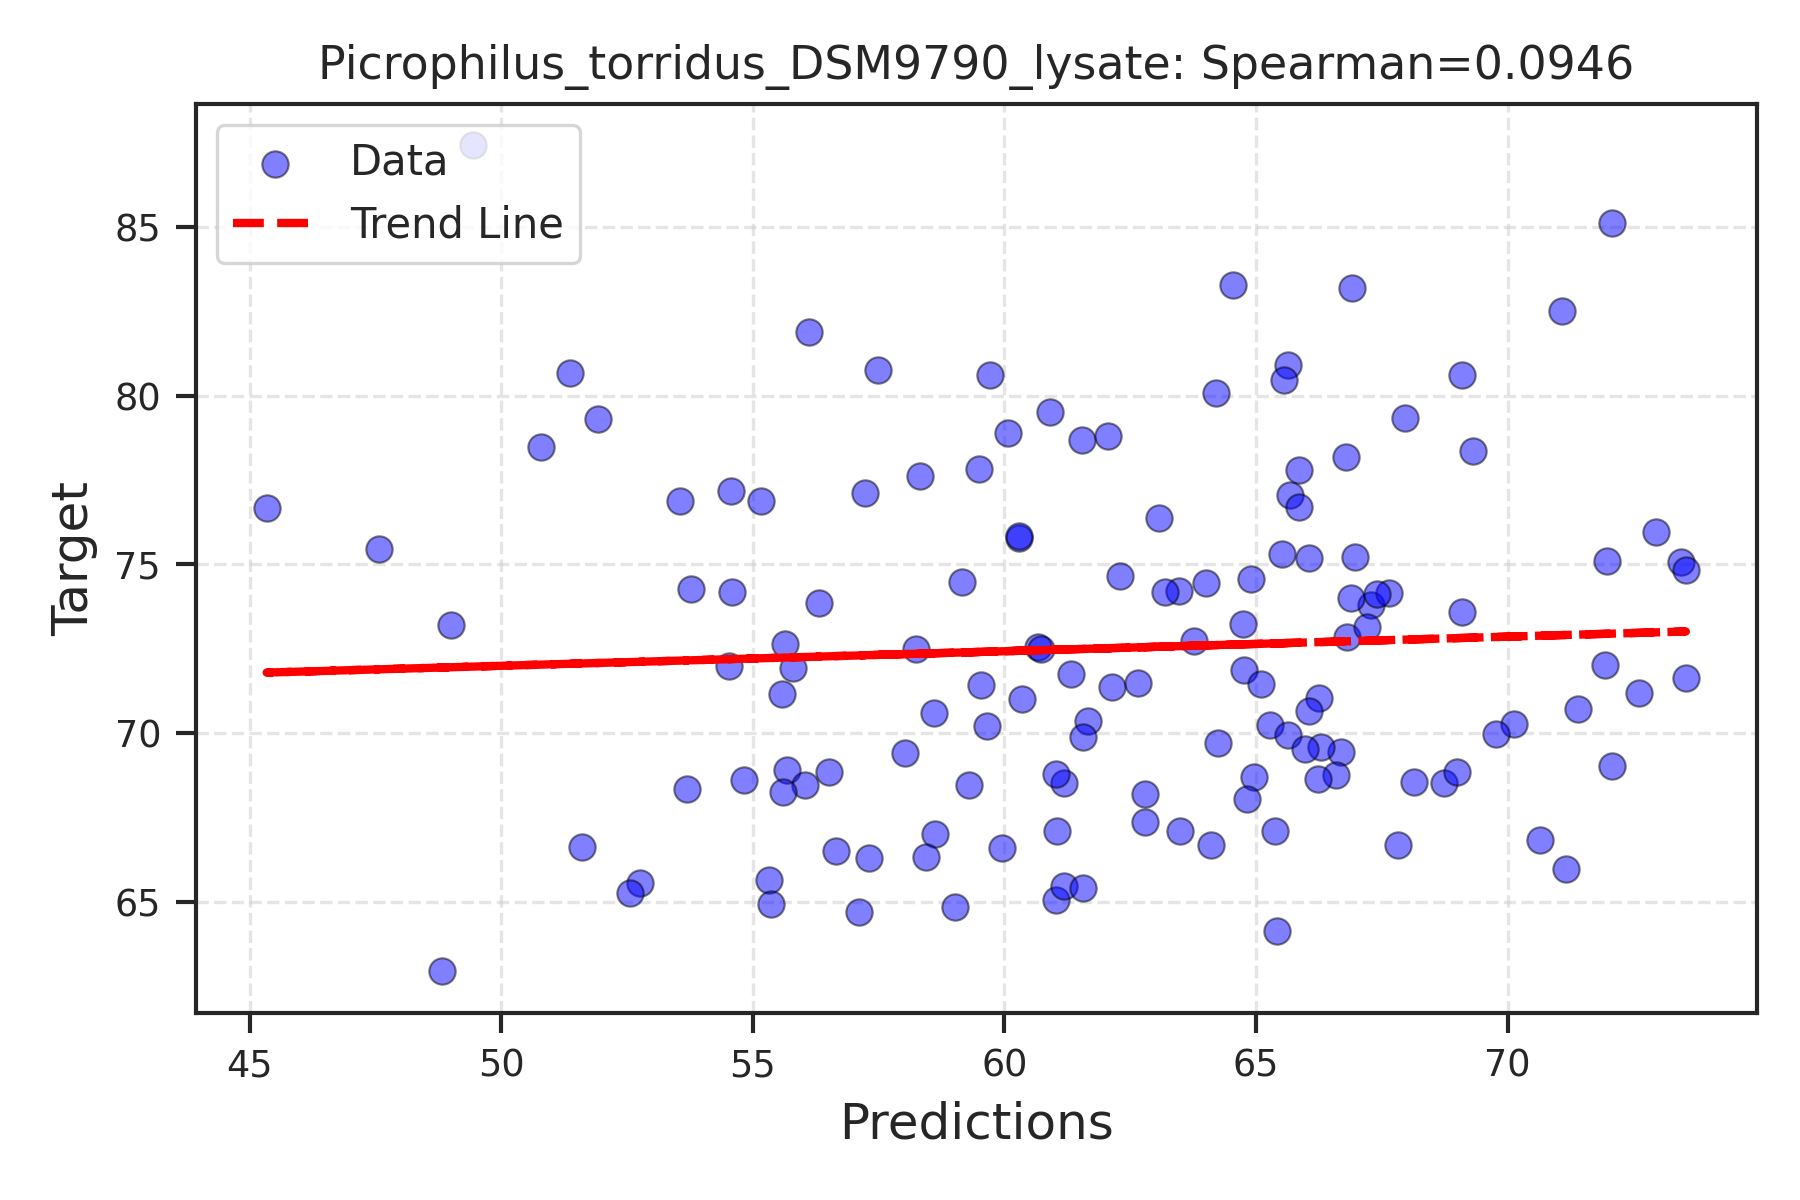 Picrophilus_torridus_DSM9790_lysate: Spearman=0.0946
Data
Trend Line
Target
85
80
75
70
65
45 50 55 60 65 70
Predictions